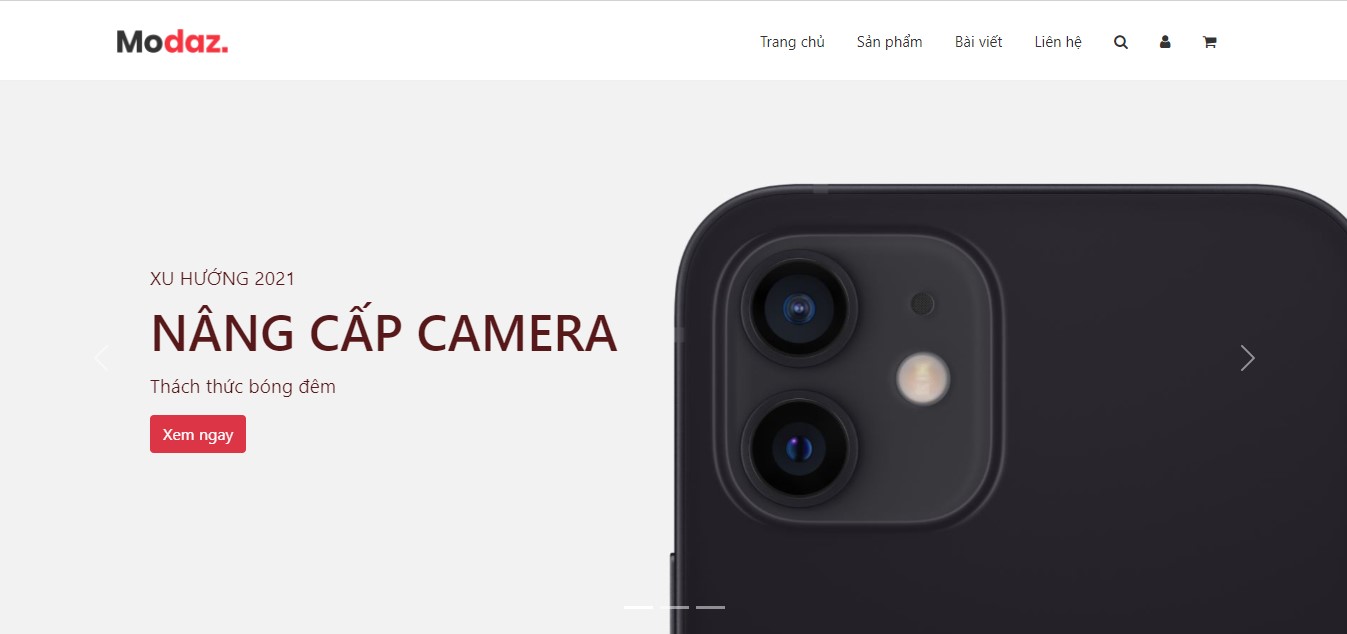 Modaz.
Trang chủ
Sản phẩm
Bài viết
Liên hệ
XU HƯỚNG 2021
NÂNG CẤP CAMERA
Thách thức bóng đêm
Xem ngay